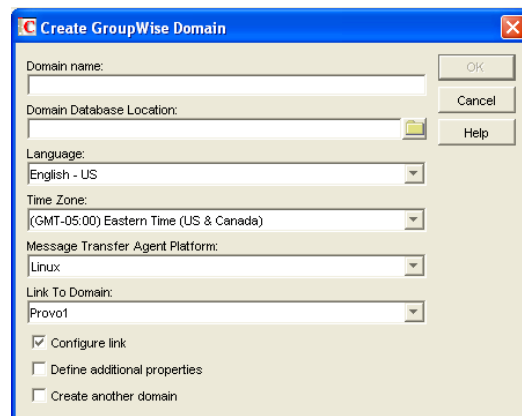 Create GroupWise Domain
Domain name:
OK
Domain Database Location:
Cancel
Help
Language:
English - US
Time Zone:
(GMT-05:00) Eastern Time (US & Canada)
Message Transfer Agent Platform:
Linux
Link To Domain:
Provo1
Configure link
Define additional properties
Create another domain